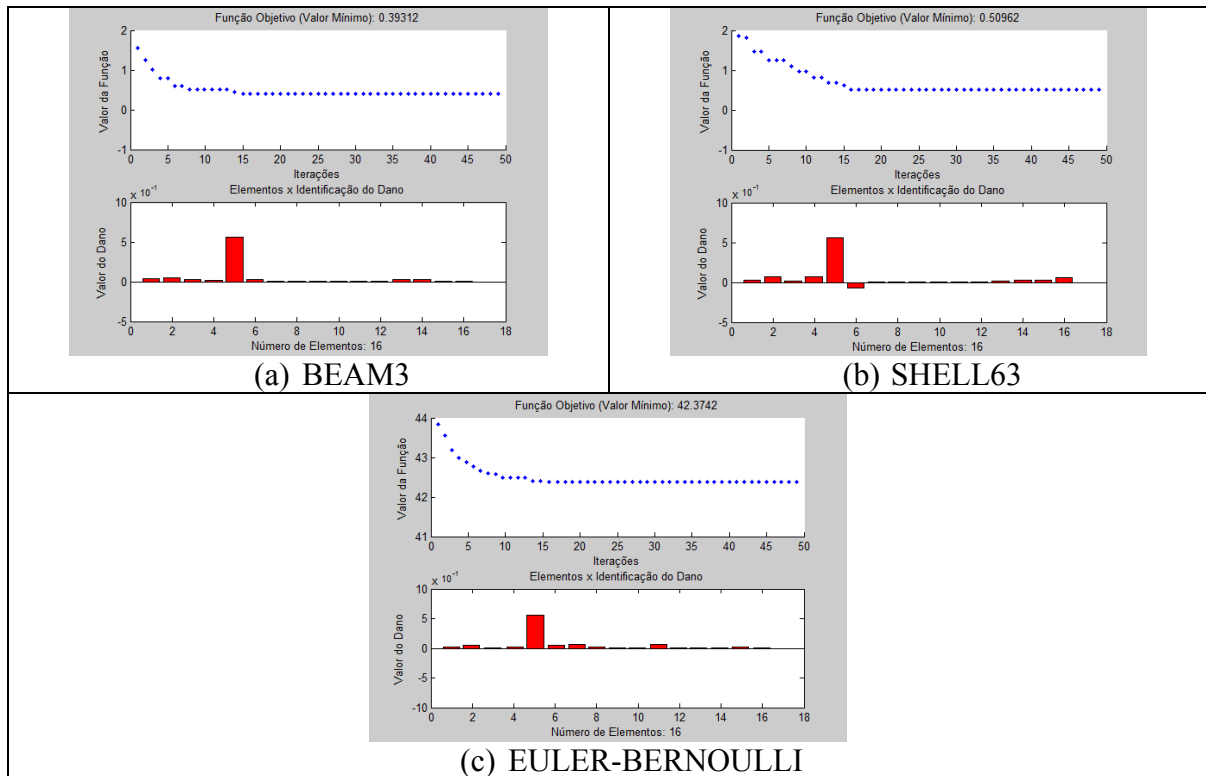 Função Objetivo (Valor Mínimo): 0.39312
Valor da Função
2
1
0
-1
0 5 10 15 20 25 30 35 40 45 50
Iterações
Elementos x Identificação do Dano
x 10^-1
Valor do Dano
10
5
0
-5
0 2 4 6 8 10 12 14 16 18
Número de Elementos: 16
(a) BEAM3
Função Objetivo (Valor Mínimo): 0.50962
Valor da Função
2
1
0
-1
0 5 10 15 20 25 30 35 40 45 50
Iterações
Elementos x Identificação do Dano
x 10^-1
Valor do Dano
10
5
0
-5
0 2 4 6 8 10 12 14 16 18
Número de Elementos: 16
(b) SHELL63
Função Objetivo (Valor Mínimo): 42.3742
Valor da Função
44
43
42
41
0 5 10 15 20 25 30 35 40 45 50
Iterações
Elementos x Identificação do Dano
x 10^-1
Valor do Dano
10
5
0
-5
-10
0 2 4 6 8 10 12 14 16 18
Número de Elementos: 16
(c) EULER-BERNOULLI